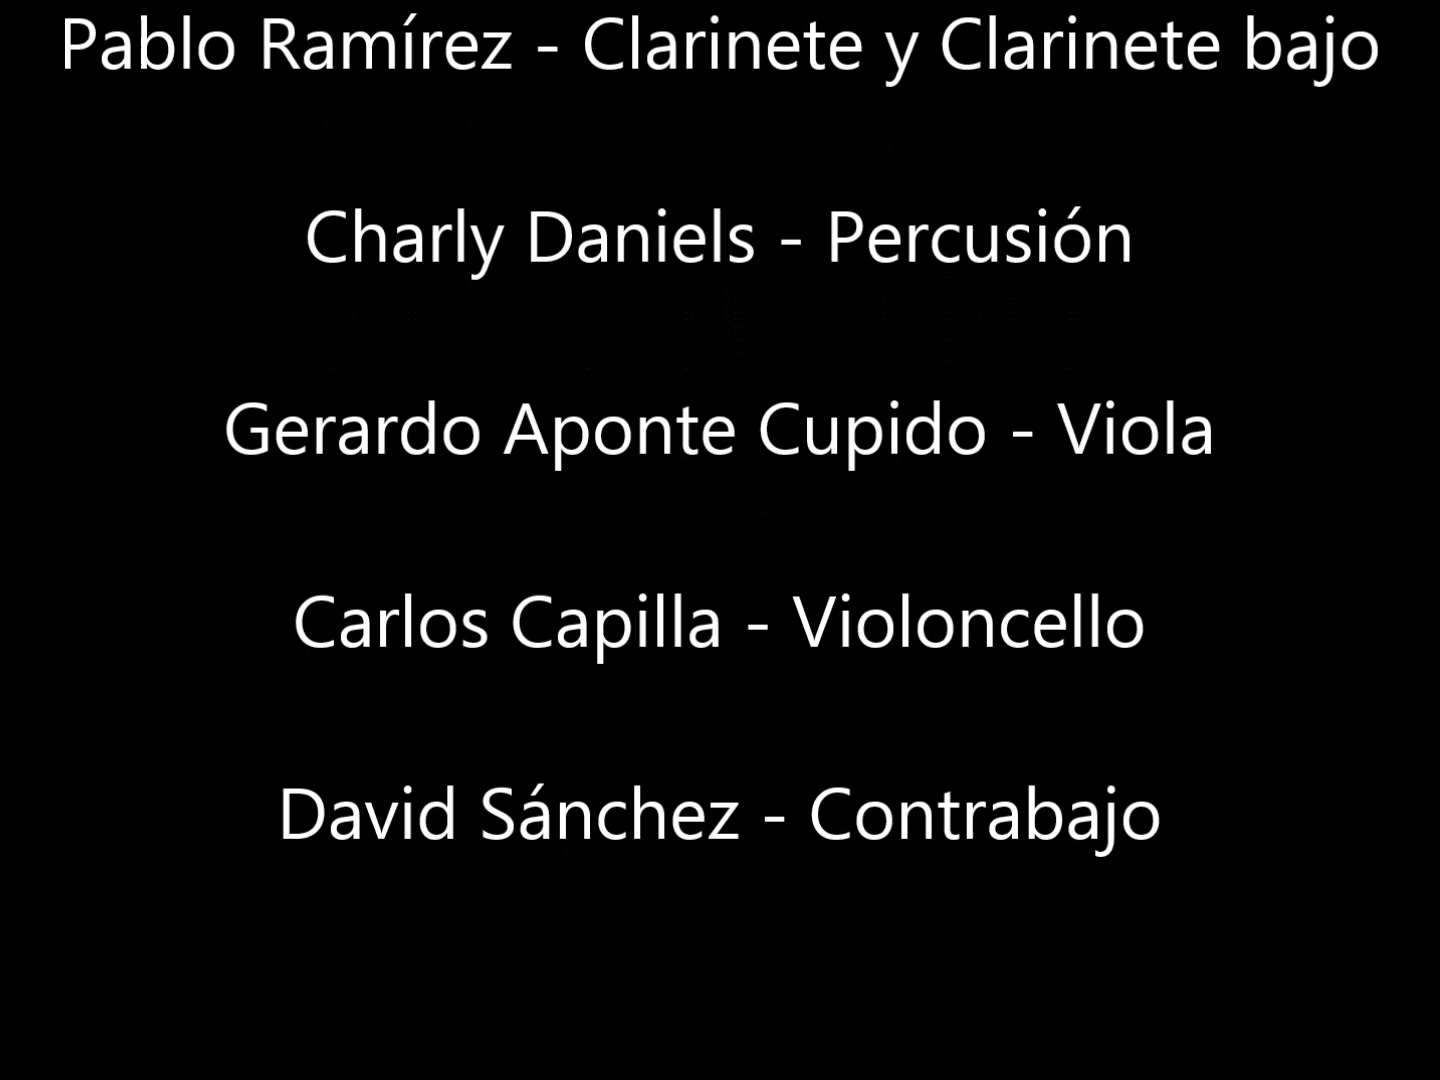 Pablo Ramírez - Clarinete y Clarinete bajo
Charly Daniels - Percusión
Gerardo Aponte Cupido - Viola
Carlos Capilla - Violoncello
David Sánchez - Contrabajo